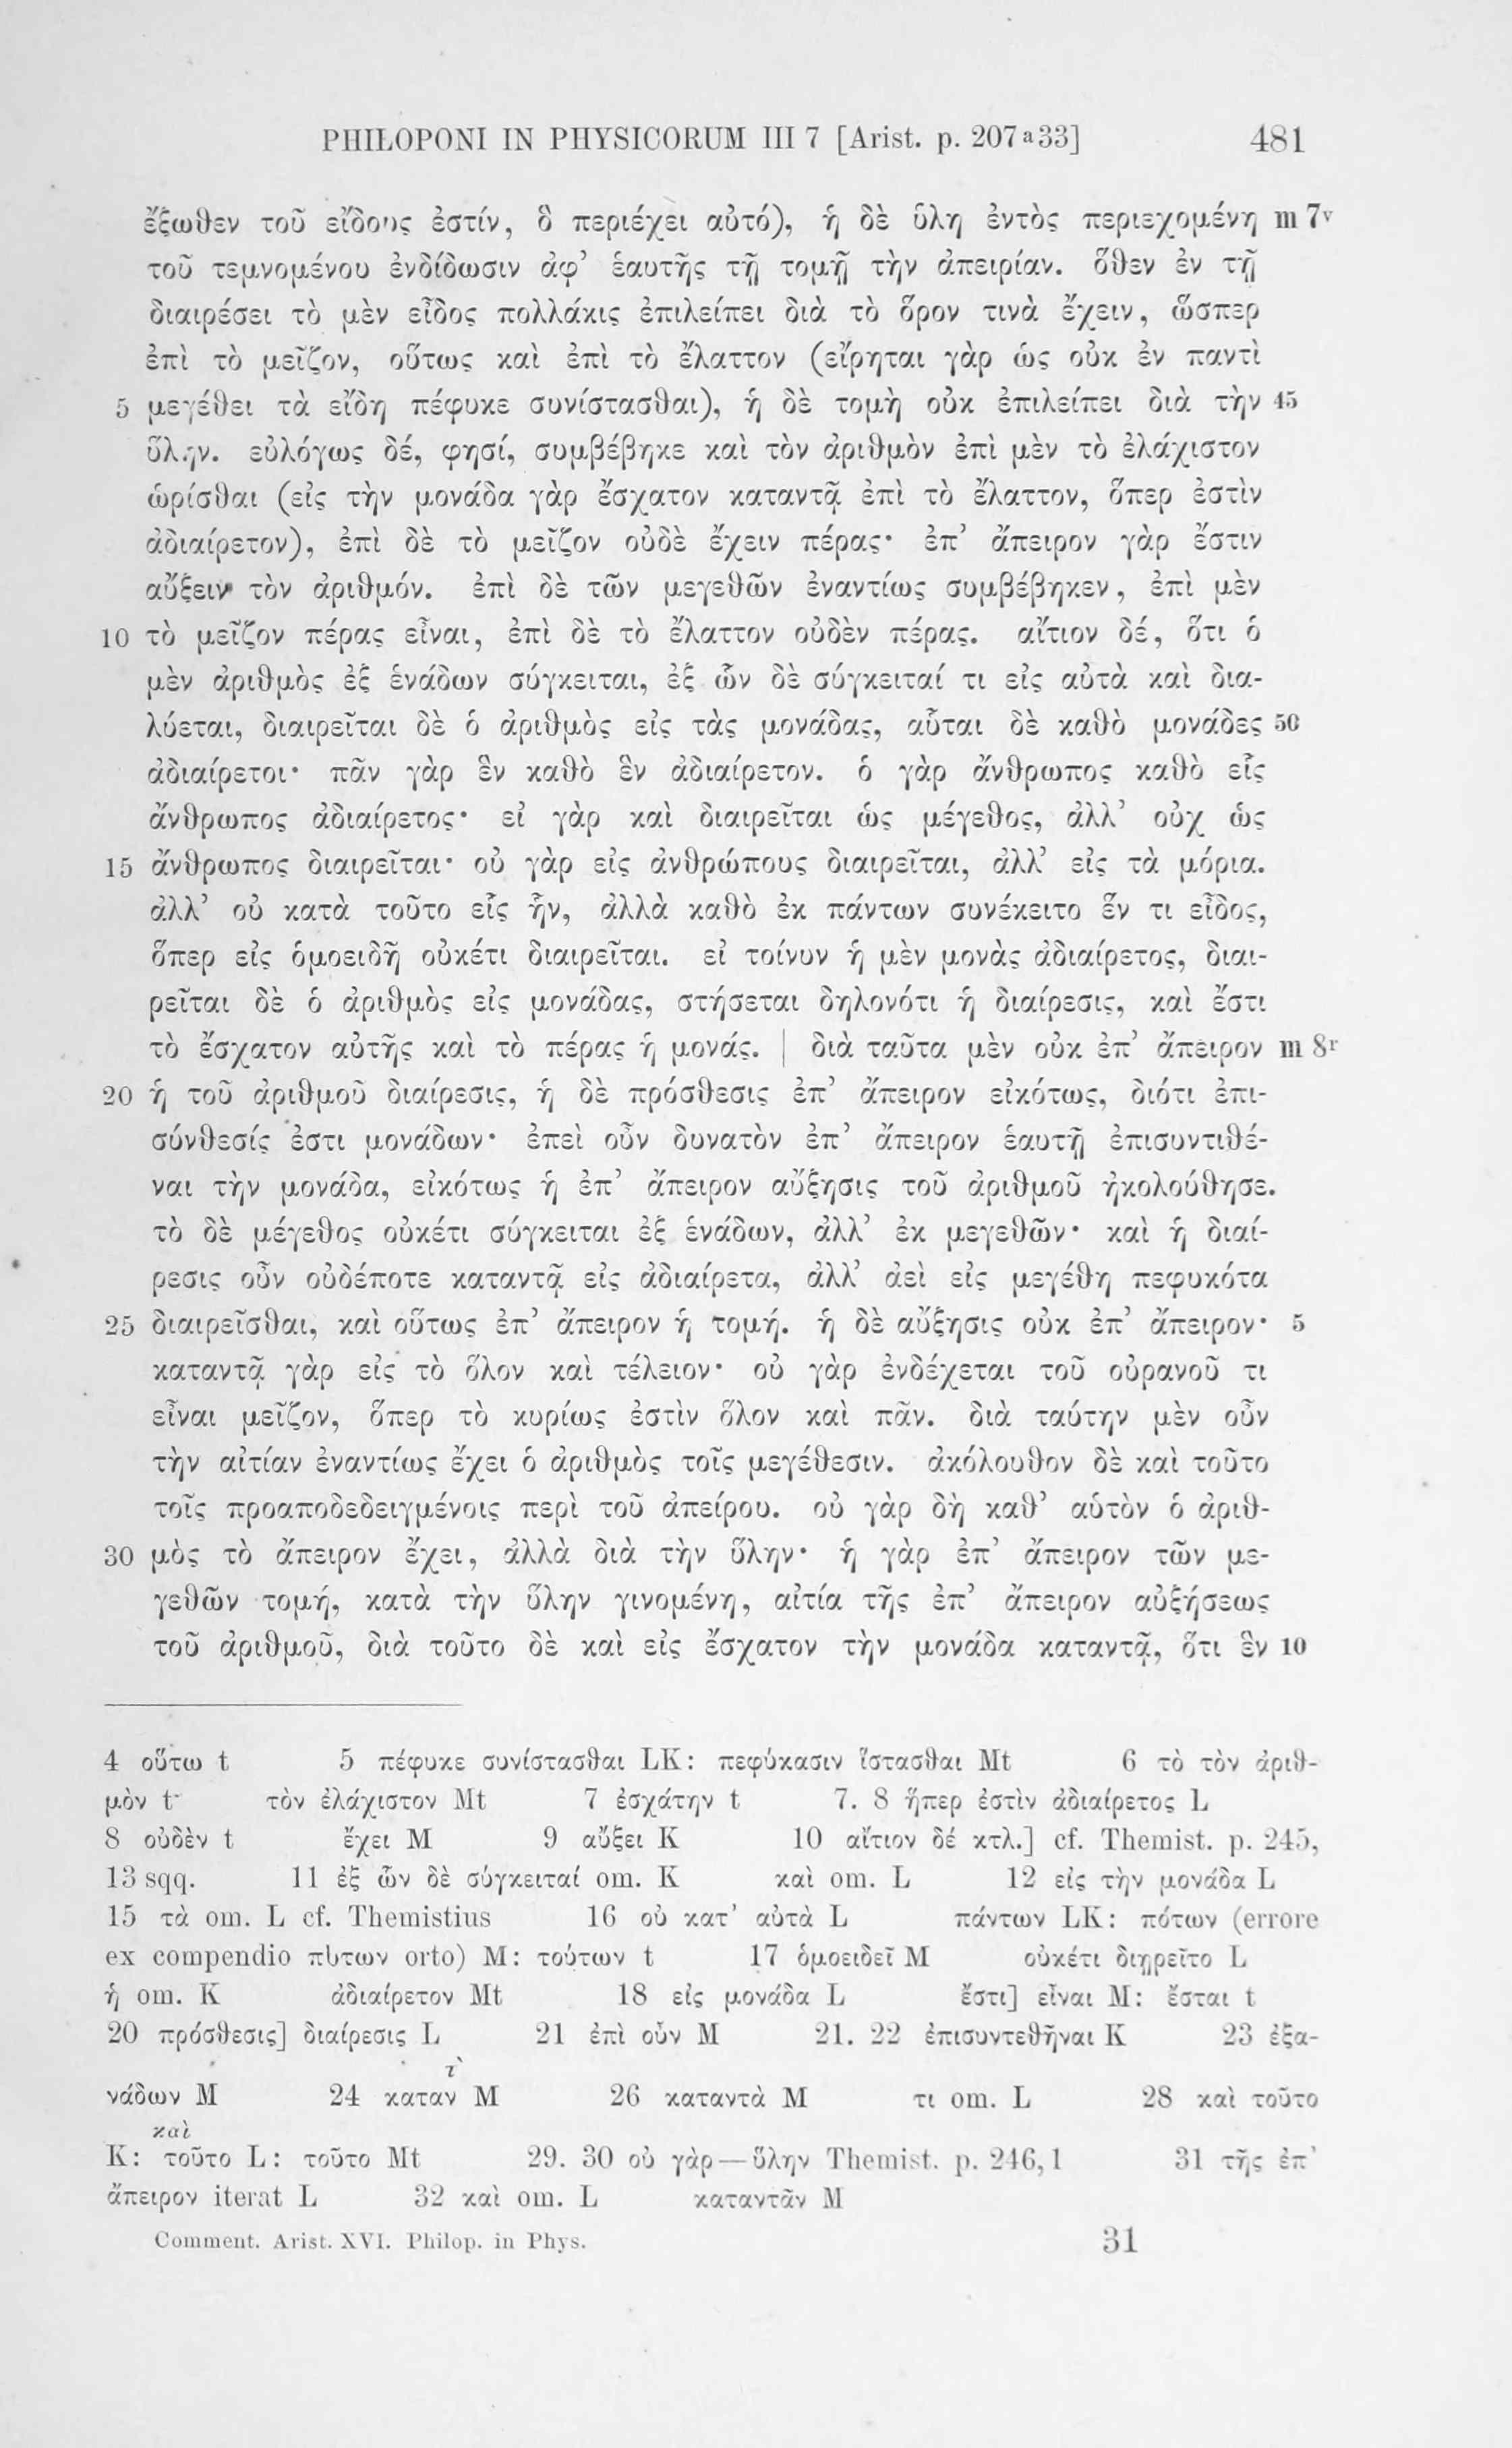 PHILOPONI IN PHYSICORUM III 7 [Arist. p. 207a33] 481
ἔξωθεν τοῦ εἴδους ἐστίν, ὃ περιέχει αὐτό), ἡ δὲ ὕλη ἐντὸς περιεχομένη m 7v
τοῦ τεμνομένου ἐνδίδωσιν ἀφ’ ἑαυτῆς τῇ τομῇ τὴν ἀπειρίαν. ὅθεν ἐν τῇ
διαιρέσει τὸ μὲν εἶδος πολλάκις ἐπιλείπει διὰ τὸ ὅρον τινὰ ἔχειν, ὥσπερ
ἐπὶ τὸ μεῖζον, οὕτως καὶ ἐπὶ τὸ ἔλαττον (εἴρηται γὰρ ὡς οὐκ ἐν παντὶ
5 μεγέθει τὰ εἴδη πέφυκε συνίστασθαι), ἡ δὲ τομὴ οὐκ ἐπιλείπει διὰ τὴν 45
ὕλην. εὐλόγως δέ, φησί, συμβέβηκε καὶ τὸν ἀριθμὸν ἐπὶ μὲν τὸ ἐλάχιστον
ὡρίσθαι (εἰς τὴν μονάδα γὰρ ἔσχατον καταντᾷ ἐπὶ τὸ ἔλαττον, ὅπερ ἐστὶν
ἀδιαίρετον), ἐπὶ δὲ τὸ μεῖζον οὐδὲ ἔχειν πέρας· ἐπ’ ἄπειρον γὰρ ἔστιν
αὔξειν τὸν ἀριθμόν. ἐπὶ δὲ τῶν μεγεθῶν ἐναντίως συμβέβηκεν, ἐπὶ μὲν
10 τὸ μεῖζον πέρας εἶναι, ἐπὶ δὲ τὸ ἔλαττον οὐδὲν πέρας. αἴτιον δέ, ὅτι ὁ
μὲν ἀριθμὸς ἐξ ἑνάδων σύγκειται, ἐξ ὧν δὲ σύγκειταί τι εἰς αὐτὰ καὶ δια-
λύεται, διαιρεῖται δὲ ὁ ἀριθμὸς εἰς τὰς μονάδας, αὗται δὲ καθὸ μονάδες 50
ἀδιαίρετοι· πᾶν γὰρ ἓν καθὸ ἓν ἀδιαίρετον. ὁ γὰρ ἄνθρωπος καθὸ εἷς
ἄνθρωπος ἀδιαίρετος· εἰ γὰρ καὶ διαιρεῖται ὡς μέγεθος, ἀλλ’ οὐχ ὡς
15 ἄνθρωπος διαιρεῖται· οὐ γὰρ εἰς ἀνθρώπους διαιρεῖται, ἀλλ’ εἰς τὰ μόρια.
ἀλλ’ οὐ κατὰ τοῦτο εἷς ἦν, ἀλλὰ καθὸ ἐκ πάντων συνέκειτο ἕν τι εἶδος,
ὅπερ εἰς ὁμοειδῆ οὐκέτι διαιρεῖται. εἰ τοίνυν ἡ μὲν μονὰς ἀδιαίρετος, διαι-
ρεῖται δὲ ὁ ἀριθμὸς εἰς μονάδας, στήσεται δηλονότι ἡ διαίρεσις, καὶ ἔστι
τὸ ἔσχατον αὐτῆς καὶ τὸ πέρας ἡ μονάς. | διὰ ταῦτα μὲν οὐκ ἐπ’ ἄπειρον m 8r
20 ἡ τοῦ ἀριθμοῦ διαίρεσις, ἡ δὲ πρόσθεσις ἐπ’ ἄπειρον εἰκότως, διότι ἐπι-
σύνθεσίς ἐστι μονάδων· ἐπεὶ οὖν δυνατὸν ἐπ’ ἄπειρον ἑαυτῇ ἐπισυντιθέ-
ναι τὴν μονάδα, εἰκότως ἡ ἐπ’ ἄπειρον αὔξησις τοῦ ἀριθμοῦ ἠκολούθησε.
τὸ δὲ μέγεθος οὐκέτι σύγκειται ἐξ ἑνάδων, ἀλλ’ ἐκ μεγεθῶν· καὶ ἡ διαί-
ρεσις οὖν οὐδέποτε καταντᾷ εἰς ἀδιαίρετα, ἀλλ’ ἀεὶ εἰς μεγέθη πεφυκότα
25 διαιρεῖσθαι, καὶ οὕτως ἐπ’ ἄπειρον ἡ τομή. ἡ δὲ αὔξησις οὐκ ἐπ’ ἄπειρον· 5
καταντᾷ γὰρ εἰς τὸ ὅλον καὶ τέλειον· οὐ γὰρ ἐνδέχεται τοῦ οὐρανοῦ τι
εἶναι μεῖζον, ὅπερ τὸ κυρίως ἐστὶν ὅλον καὶ πᾶν. διὰ ταύτην μὲν οὖν
τὴν αἰτίαν ἐναντίως ἔχει ὁ ἀριθμὸς τοῖς μεγέθεσιν. ἀκόλουθον δὲ καὶ τοῦτο
τοῖς προαποδεδειγμένοις περὶ τοῦ ἀπείρου. οὐ γὰρ δὴ καθ’ αὑτὸν ὁ ἀριθ-
30 μὸς τὸ ἄπειρον ἔχει, ἀλλὰ διὰ τὴν ὕλην· ἡ γὰρ ἐπ’ ἄπειρον τῶν με-
γεθῶν τομή, κατὰ τὴν ὕλην γινομένη, αἰτία τῆς ἐπ’ ἄπειρον αὐξήσεως
τοῦ ἀριθμοῦ, διὰ τοῦτο δὲ καὶ εἰς ἔσχατον τὴν μονάδα καταντᾷ, ὅτι ἓν 10
4 οὕτω t 5 πέφυκε συνίστασθαι LK: πεφύκασιν ἵστασθαι Mt 6 τὸ τὸν ἀριθ-
μὸν t τὸν ἐλάχιστον Mt 7 ἐσχάτην t 7. 8 ἥπερ ἐστὶν ἀδιαίρετος L
8 οὐδὲν t ἔχει M 9 αὔξει K 10 αἴτιον δέ κτλ.] cf. Themist. p. 245,
13 sqq. 11 ἐξ ὧν δὲ σύγκειταί om. K καὶ om. L 12 εἰς τὴν μονάδα L
15 τὰ om. L cf. Themistius 16 οὐ κατ’ αὐτὰ L πάντων LK: πότων (errore
ex compendio orto) M: τούτων t 17 ὁμοειδεῖ M οὐκέτι διῃρεῖτο L
ἡ om. K ἀδιαίρετον Mt 18 εἰς μονάδα L ἔστι] εἶναι M: ἔσται t
20 πρόσθεσις] διαίρεσις L 21 ἐπὶ οὖν M 21. 22 ἐπισυντεθῆναι K 23 ἐξα-
νάδων M 24 καταν τ M 26 καταντὰ M τι om. L 28 καὶ τοῦτο
καὶ
K: τοῦτο L: τοῦτο Mt 29. 30 οὐ γὰρ — ὕλην Themist. p. 246,1 31 τῆς ἐπ’
ἄπειρον iterat L 32 καὶ om. L καταντᾶν M
Comment. Arist. XVI. Philop. in Phys. 31